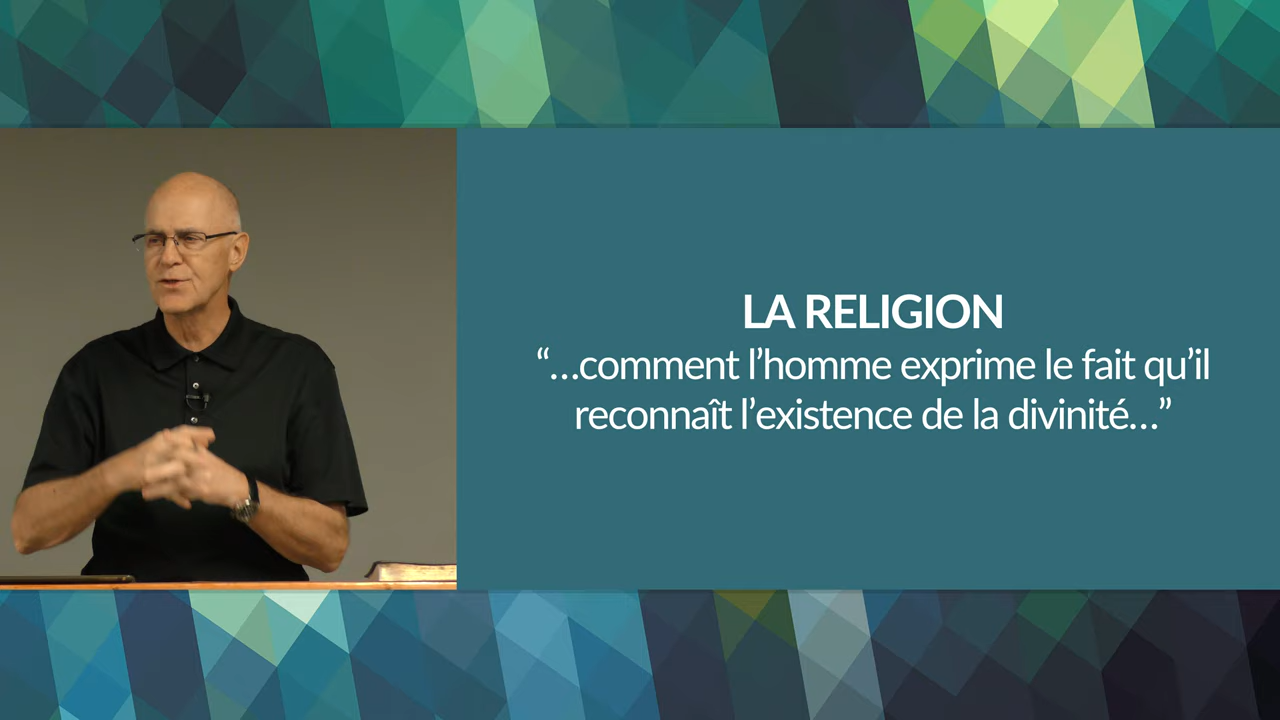 LA RELIGION
“…comment l’homme exprime le fait qu’il
reconnaît l’existence de la divinité…”